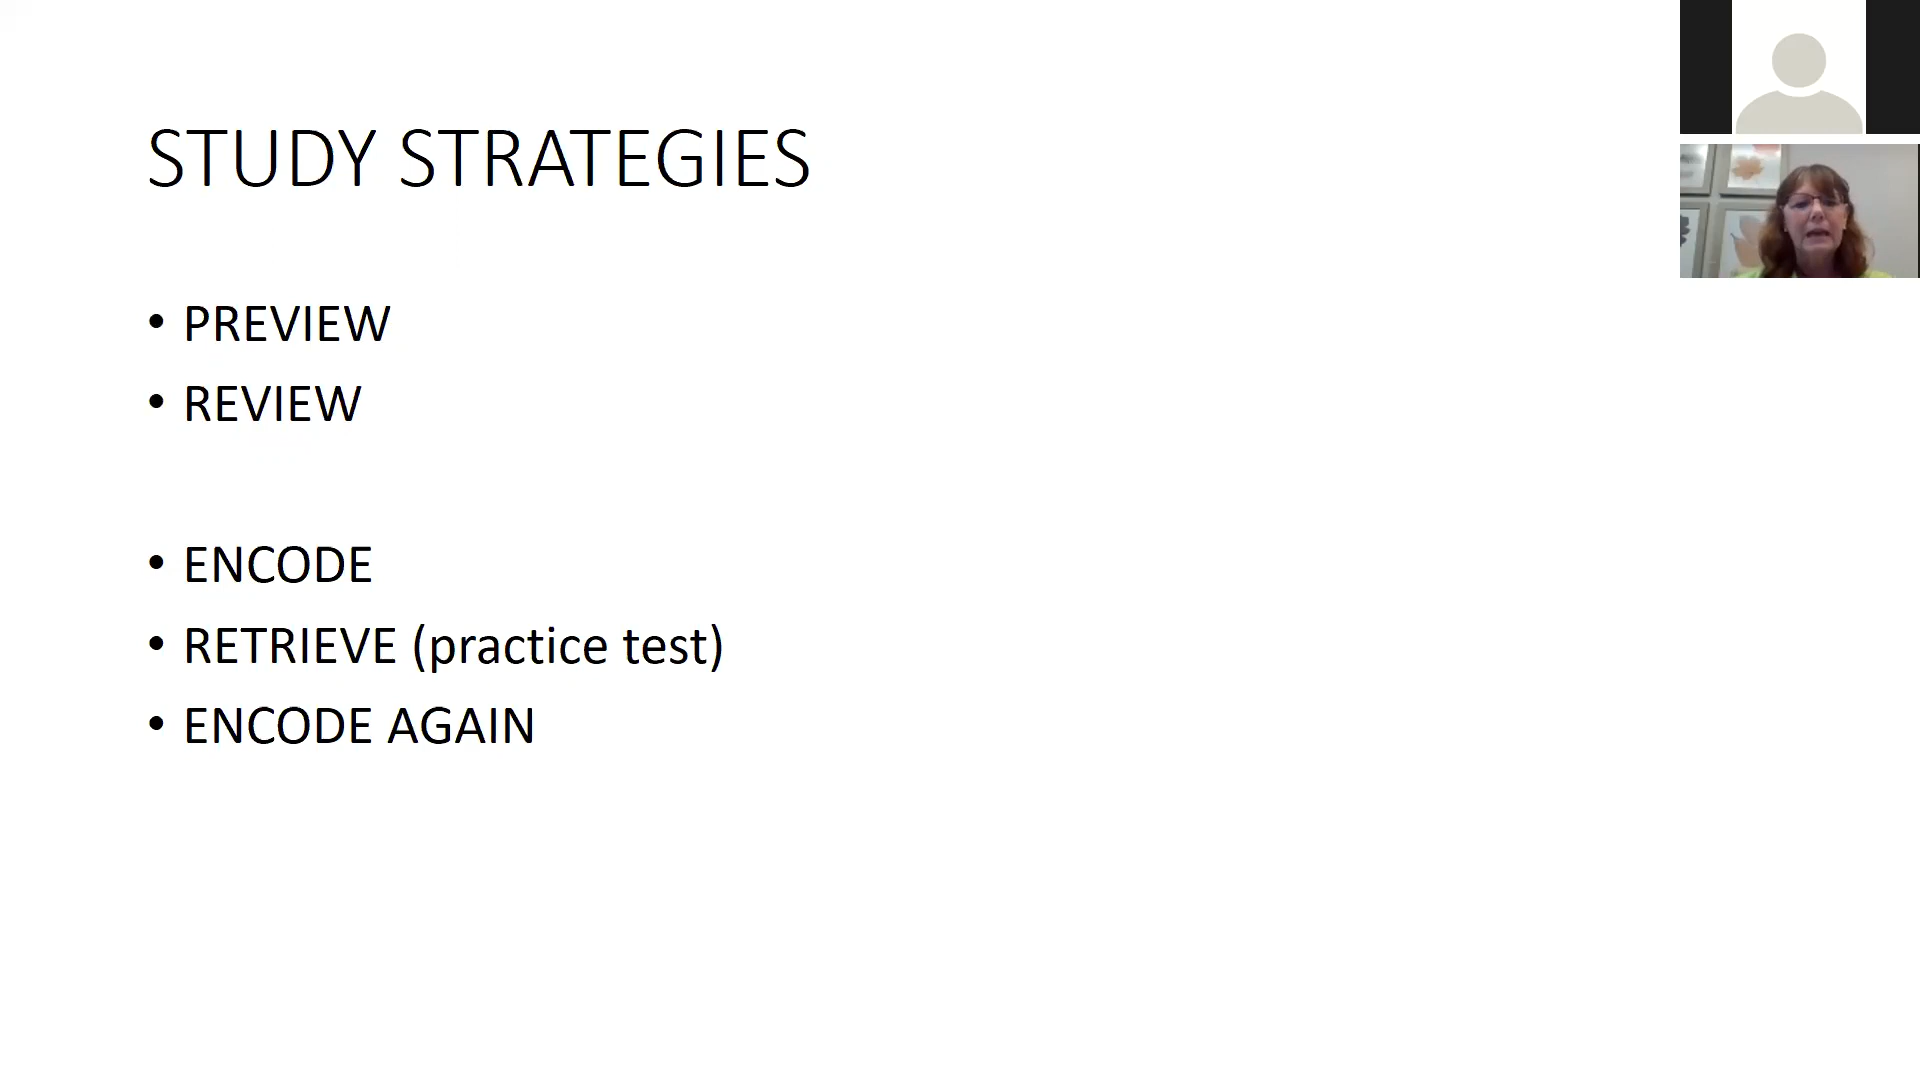 STUDY STRATEGIES
• PREVIEW
• REVIEW
• ENCODE
• RETRIEVE (practice test)
• ENCODE AGAIN